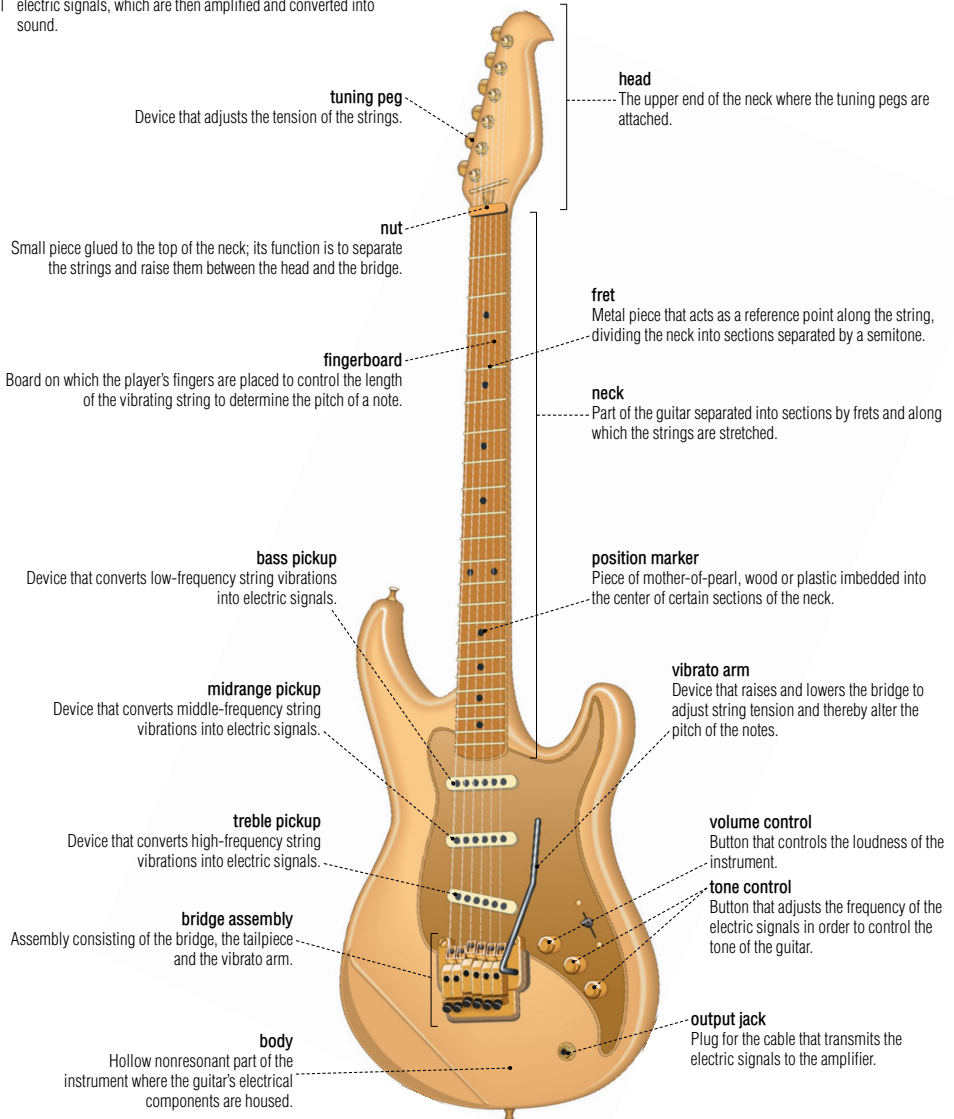 electric signals, which are then amplified and converted into
sound.
head
The upper end of the neck where the tuning pegs are
attached.
tuning peg
Device that adjusts the tension of the strings.
nut
Small piece glued to the top of the neck; its function is to separate
the strings and raise them between the head and the bridge.
fret
Metal piece that acts as a reference point along the string,
dividing the neck into sections separated by a semitone.
fingerboard
Board on which the player's fingers are placed to control the length
of the vibrating string to determine the pitch of a note.
neck
Part of the guitar separated into sections by frets and along
which the strings are stretched.
bass pickup
Device that converts low-frequency string vibrations
into electric signals.
position marker
Piece of mother-of-pearl, wood or plastic imbedded into
the center of certain sections of the neck.
midrange pickup
Device that converts middle-frequency string
vibrations into electric signals.
vibrato arm
Device that raises and lowers the bridge to
adjust string tension and thereby alter the
pitch of the notes.
treble pickup
Device that converts high-frequency string
vibrations into electric signals.
volume control
Button that controls the loudness of the
instrument.
tone control
Button that adjusts the frequency of the
electric signals in order to control the
tone of the guitar.
bridge assembly
Assembly consisting of the bridge, the tailpiece
and the vibrato arm.
output jack
Plug for the cable that transmits the
electric signals to the amplifier.
body
Hollow nonresonant part of the
instrument where the guitar's electrical
components are housed.